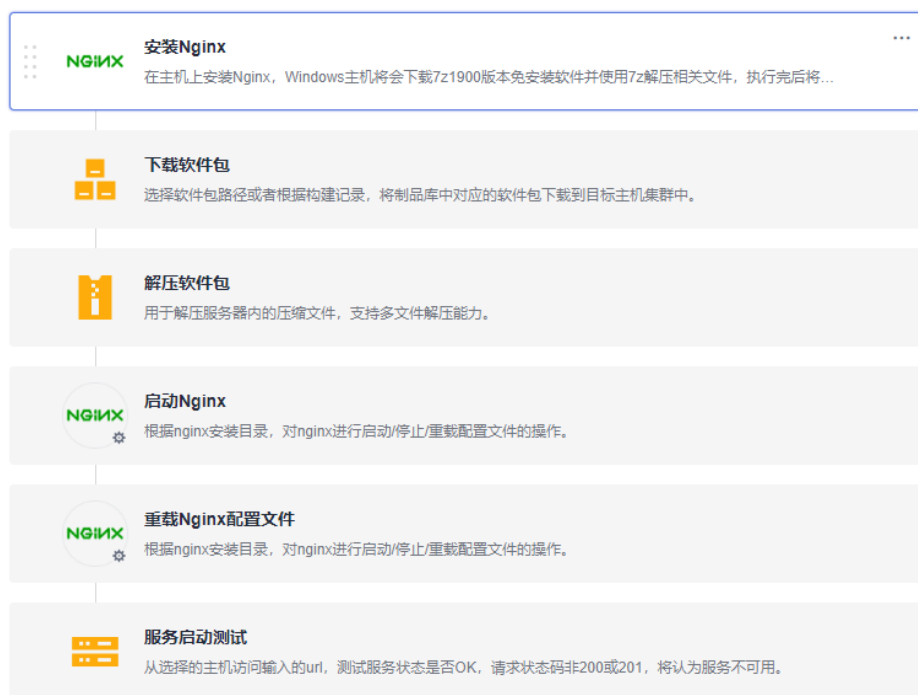 NGINX
安装Nginx
...
在主机上安装Nginx，Windows主机将会下载7z1900版本免安装软件并使用7z解压相关文件，执行完后将...
下载软件包
选择软件包路径或者根据构建记录，将制品库中对应的软件包下载到目标主机集群中。
解压软件包
用于解压服务器内的压缩文件，支持多文件解压能力。
NGINX
启动Nginx
根据nginx安装目录，对nginx进行启动/停止/重载配置文件的操作。
NGINX
重载Nginx配置文件
根据nginx安装目录，对nginx进行启动/停止/重载配置文件的操作。
服务启动测试
从选择的主机访问输入的url，测试服务状态是否OK，请求状态码非200或201，将认为服务不可用。